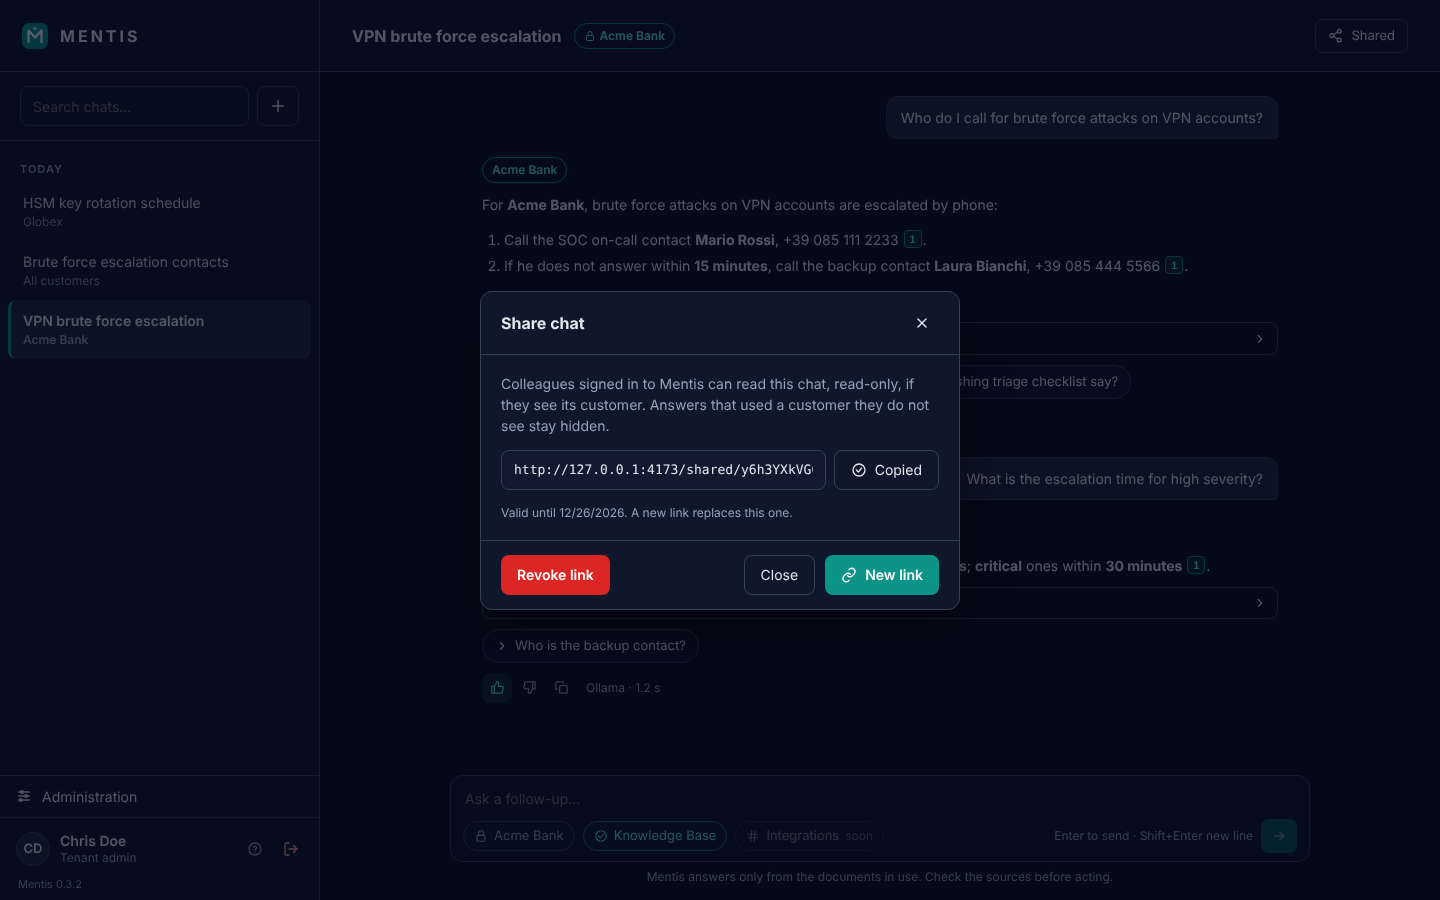 MENTIS
VPN brute force escalation
Acme Bank
Shared
Search chats...
TODAY
HSM key rotation schedule
Globex
Brute force escalation contacts
All customers
VPN brute force escalation
Acme Bank
Who do I call for brute force attacks on VPN accounts?
Acme Bank
For Acme Bank, brute force attacks on VPN accounts are escalated by phone:
1. Call the SOC on-call contact Mario Rossi, +39 085 111 2233 1.
2. If he does not answer within 15 minutes, call the backup contact Laura Bianchi, +39 085 444 5566 1.
shing triage checklist say?
Share chat
Colleagues signed in to Mentis can read this chat, read-only, if
they see its customer. Answers that used a customer they do not
see stay hidden.
http://127.0.0.1:4173/shared/y6h3YXkVG
Copied
Valid until 12/26/2026. A new link replaces this one.
Revoke link
Close
New link
What is the escalation time for high severity?
s; critical ones within 30 minutes 1.
Who is the backup contact?
Ollama · 1.2 s
Ask a follow-up...
Acme Bank
Knowledge Base
Integrations soon
Enter to send · Shift+Enter new line
Mentis answers only from the documents in use. Check the sources before acting.
Administration
CD
Chris Doe
Tenant admin
Mentis 0.3.2